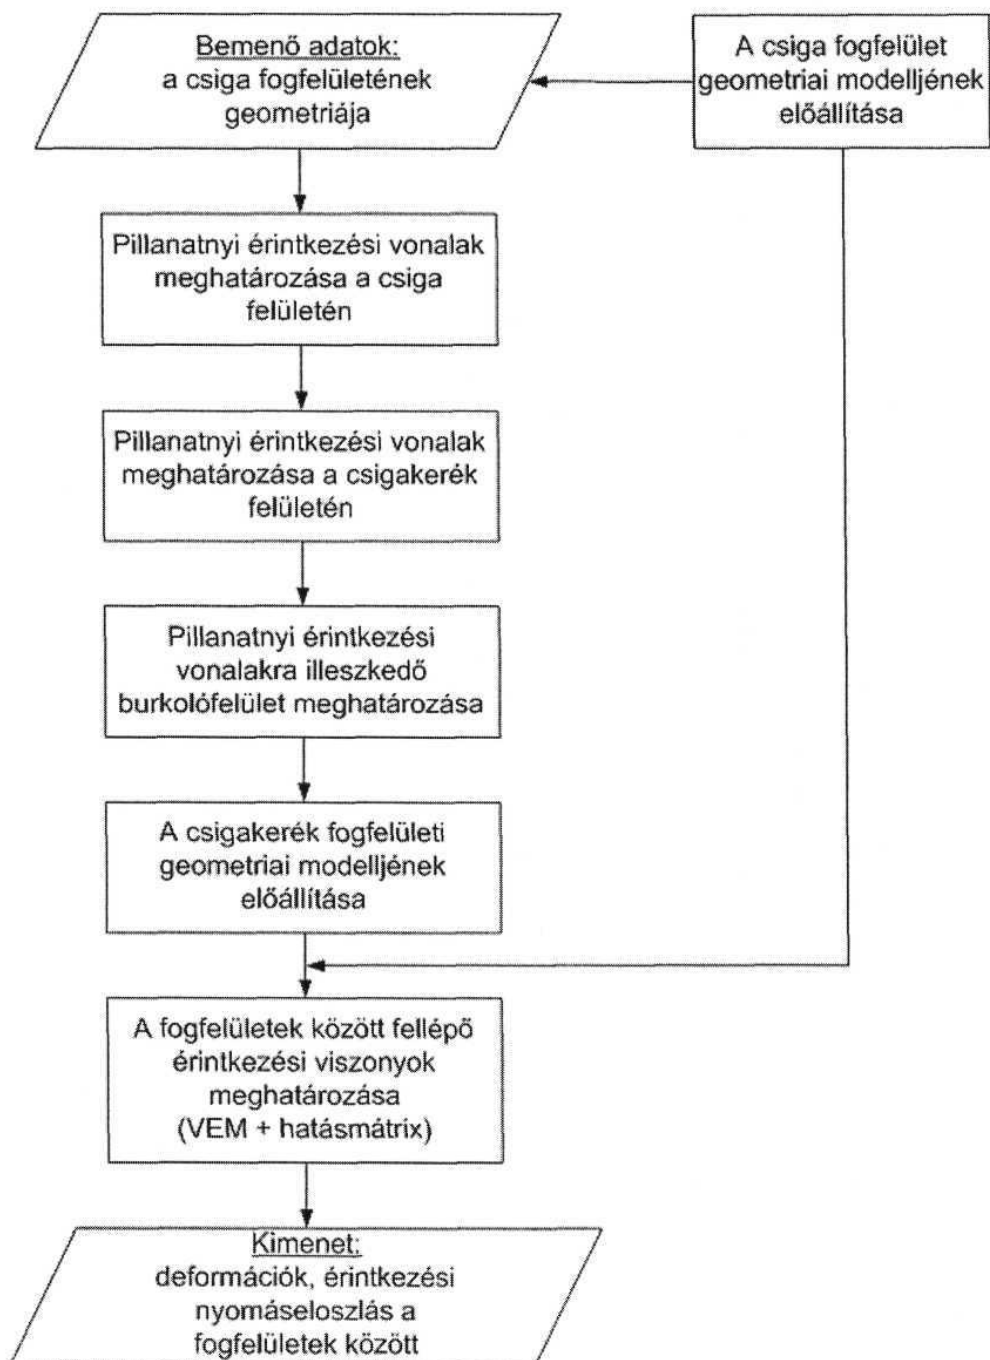 Bemenő adatok:
a csiga fogfelületének
geometriája
A csiga fogfelület
geometriai modelljének
előállítása
Pillanatnyi érintkezési vonalak
meghatározása a csiga
felületén
Pillanatnyi érintkezési vonalak
meghatározása a csigakerék
felületén
Pillanatnyi érintkezési
vonalakra illeszkedő
burkolófelület meghatározása
A csigakerék fogfelületi
geometriai modelljének
előállítása
A fogfelületek között fellépő
érintkezési viszonyok
meghatározása
(VEM + hatásmátrix)
Kimenet:
deformációk, érintkezési
nyomáseloszlás a
fogfelületek között